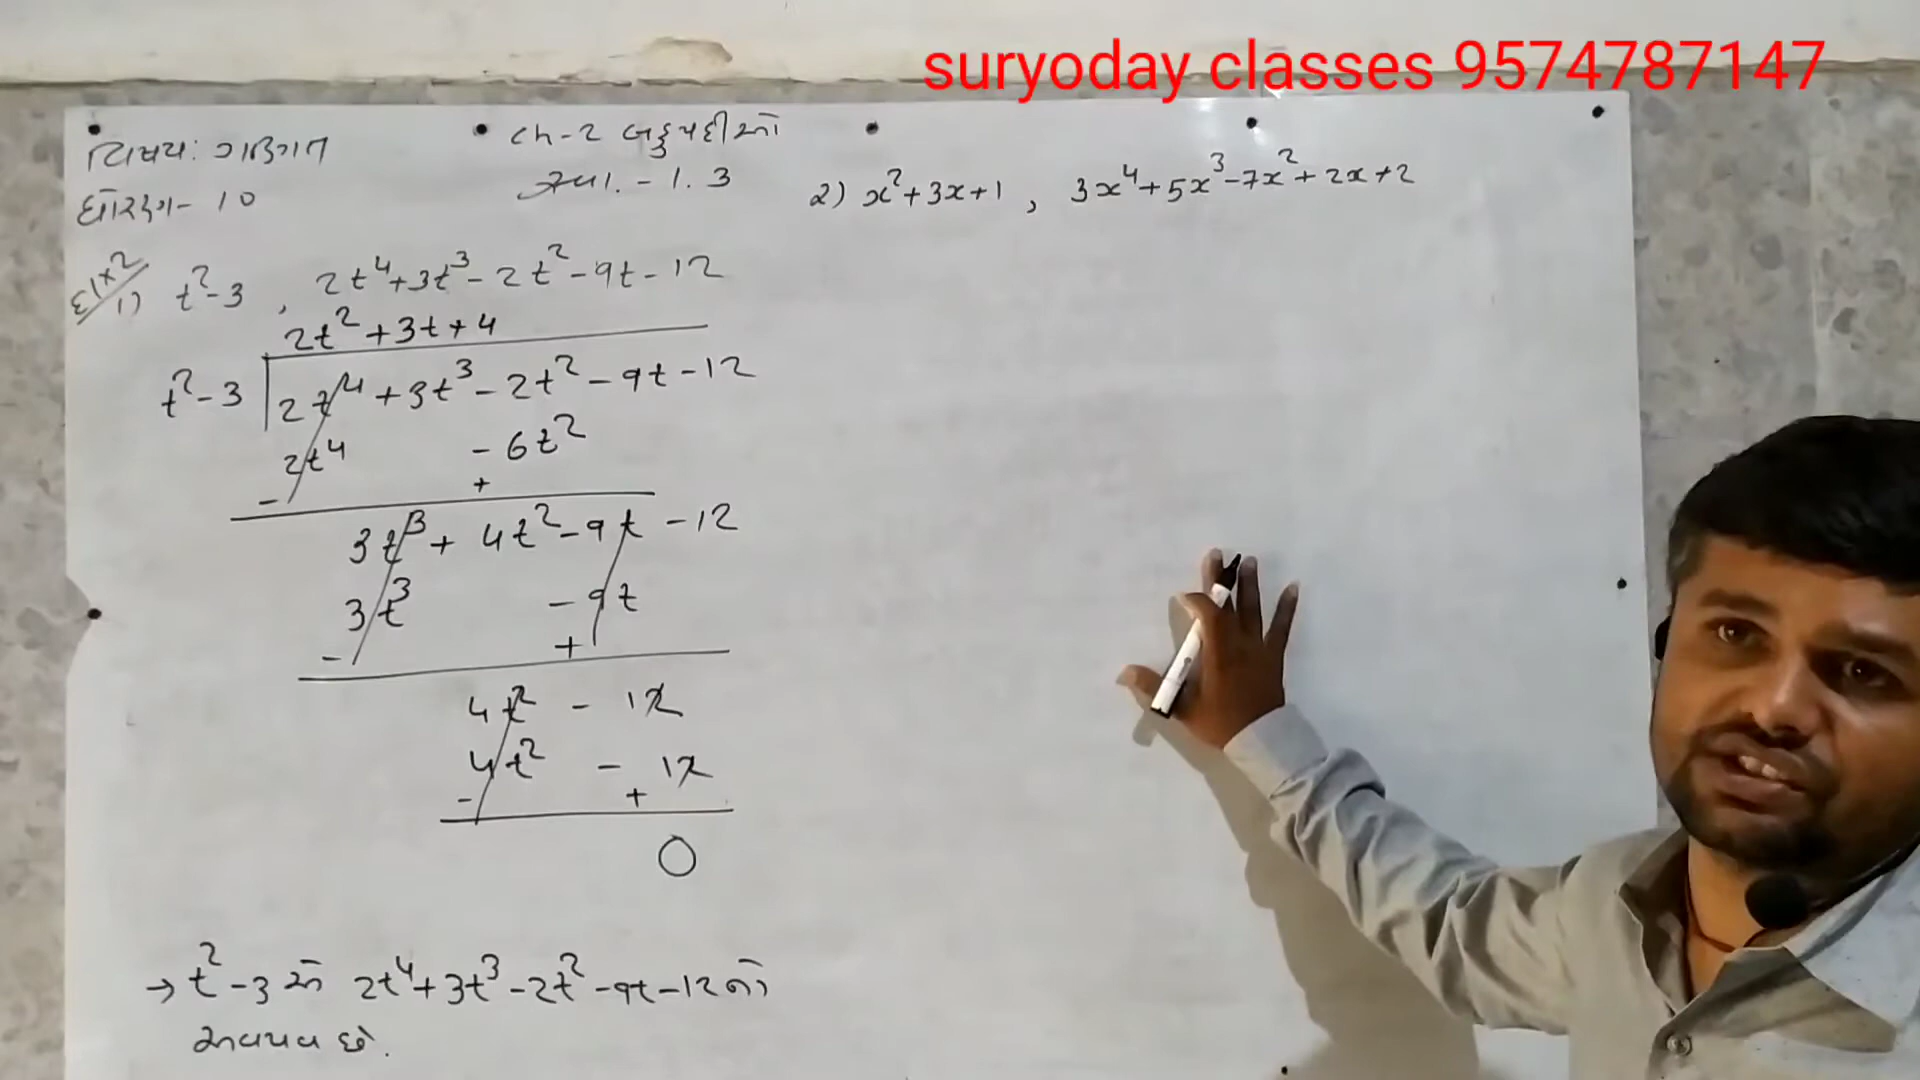 suryoday classes 9574787147
વિષય: ગણિત
ધોરણ- 10
ch-2 બહુપદીઓ
સ્વા. - 1.3
દા×2
1) t²-3 , 2t⁴+3t³-2t²-9t-12
2t²+3t+4
t²-3 2t⁴+3t³-2t²-9t-12
2t⁴ -6t²
- +
3t³+4t²-9t-12
3t³ -9t
- +
4t² - 12
4t² - 12
- +
0
→ t²-3 એ 2t⁴+3t³-2t²-9t-12નો
અવયવ છે.
2) x²+3x+1 , 3x⁴+5x³-7x²+2x+2